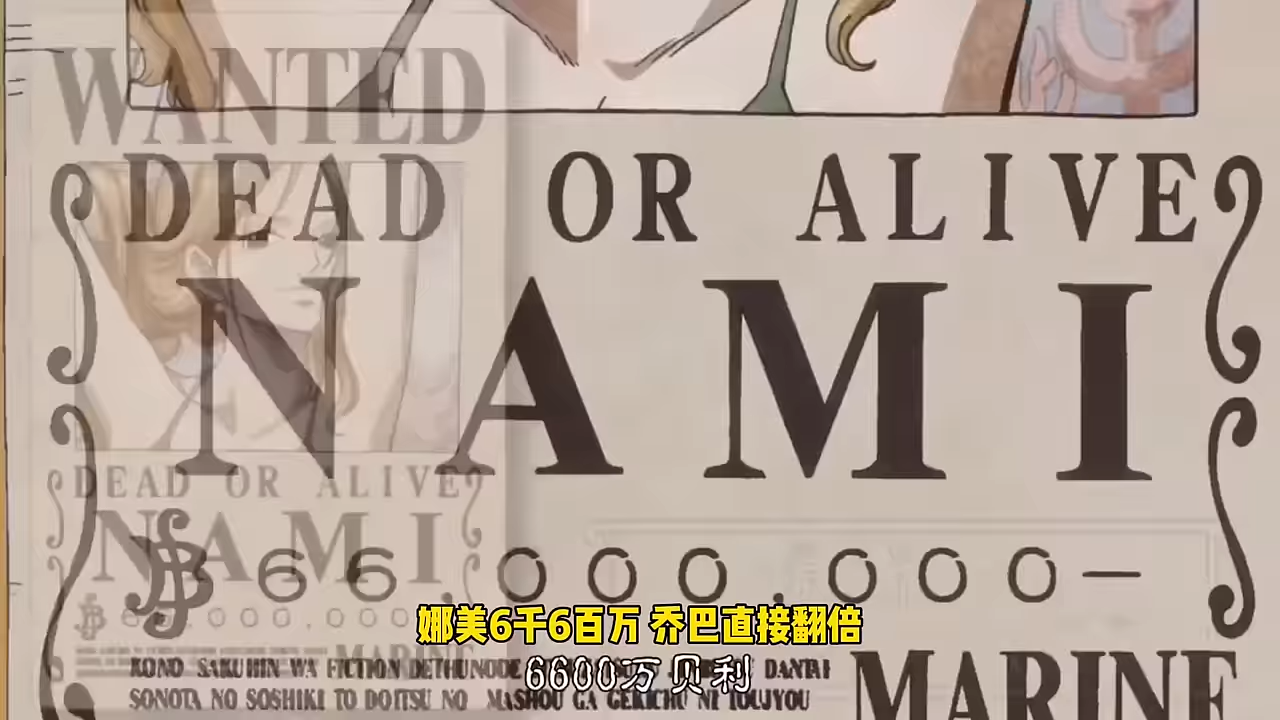 WANTED
DEAD OR ALIVE
NAMI
DEAD OR ALIVE
NAMI
฿66,000,000—
娜美6千6百万 乔巴直接翻倍
6600万贝利
KONO SAKUHIN WA FICTION DETHUNODE
DANTAI
SONOTA NO SOSHIKI TO DOITSU NO MASHOU GA GEKICHU NI TOUJYOU
MARINE